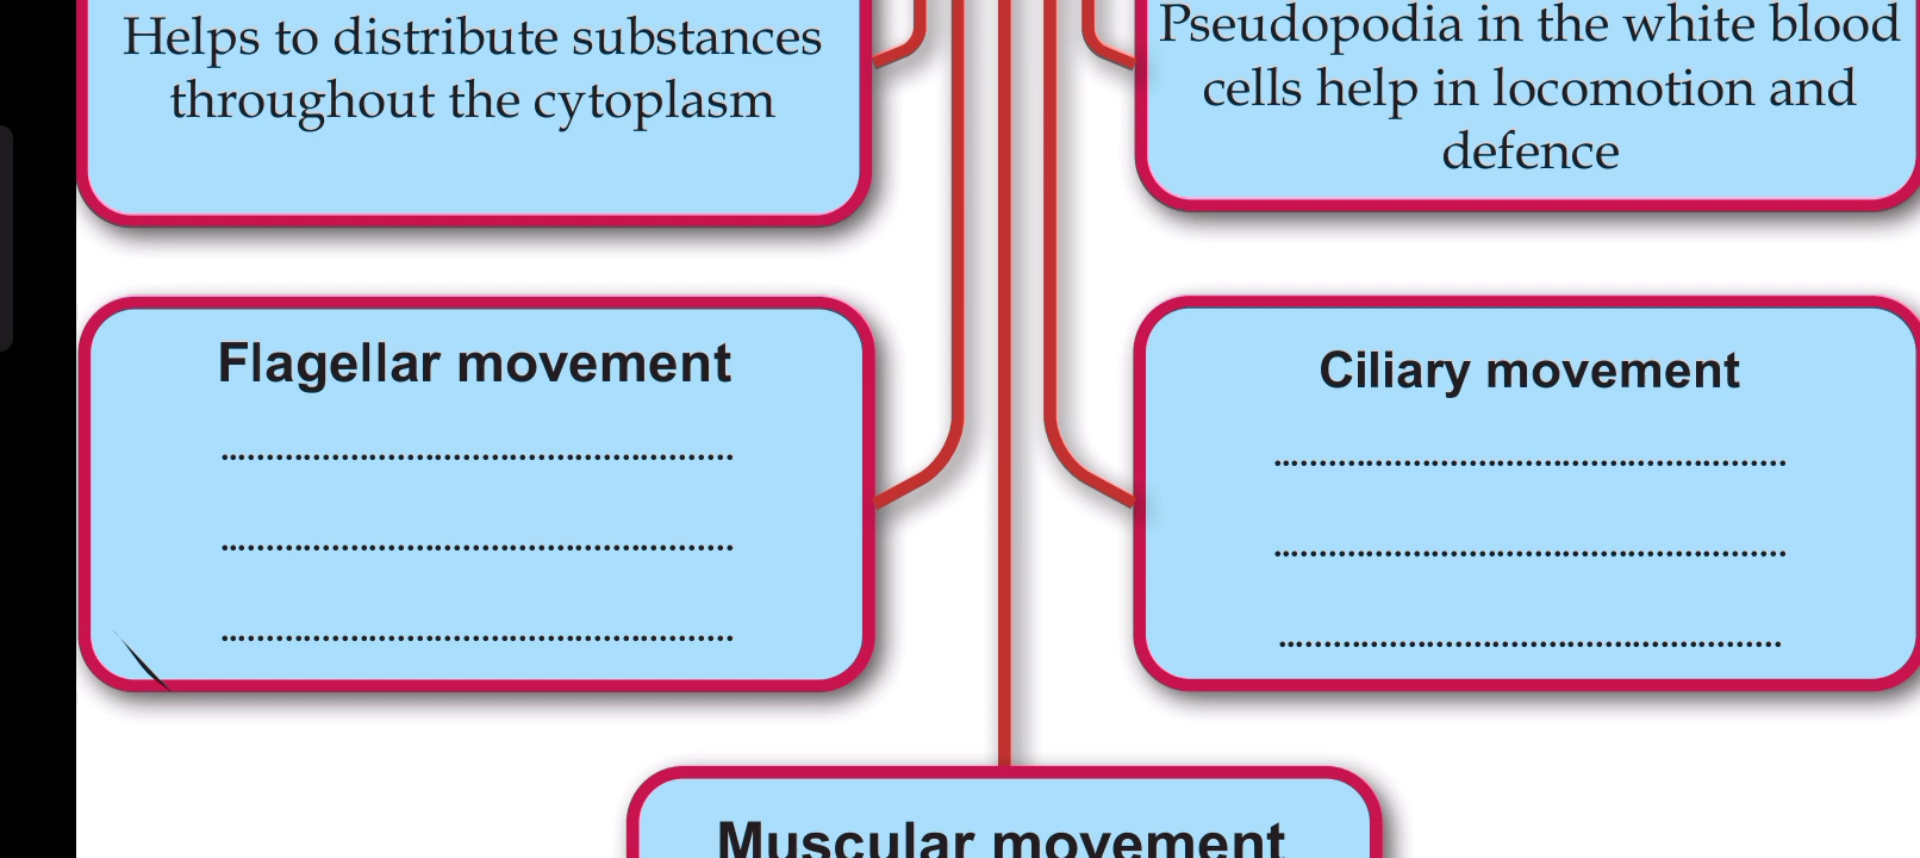 Helps to distribute substances
throughout the cytoplasm
Pseudopodia in the white blood
cells help in locomotion and
defence
Flagellar movement
................................................
................................................
................................................
Ciliary movement
................................................
................................................
................................................
Muscular movement